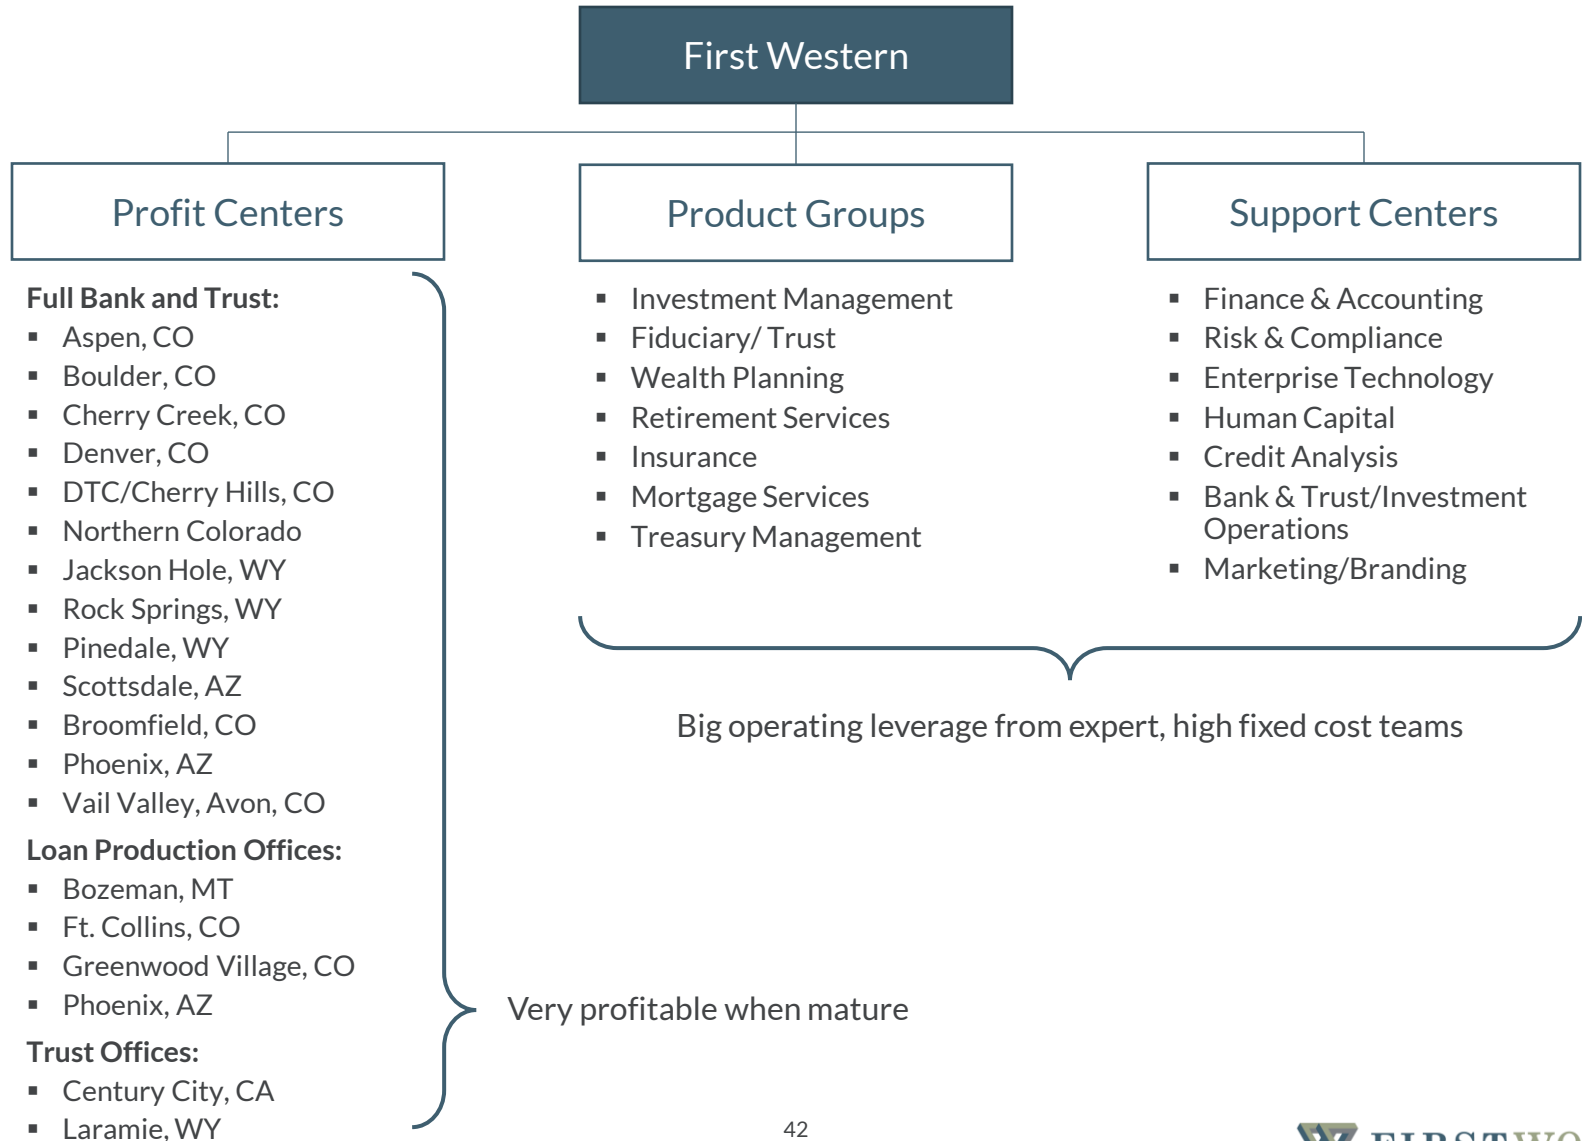 First Western
Profit Centers
Full Bank and Trust:
▪ Aspen, CO
▪ Boulder, CO
▪ Cherry Creek, CO
▪ Denver, CO
▪ DTC/Cherry Hills, CO
▪ Northern Colorado
▪ Jackson Hole, WY
▪ Rock Springs, WY
▪ Pinedale, WY
▪ Scottsdale, AZ
▪ Broomfield, CO
▪ Phoenix, AZ
▪ Vail Valley, Avon, CO
Loan Production Offices:
▪ Bozeman, MT
▪ Ft. Collins, CO
▪ Greenwood Village, CO
▪ Phoenix, AZ
Trust Offices:
▪ Century City, CA
▪ Laramie, WY
Very profitable when mature
Product Groups
▪ Investment Management
▪ Fiduciary/ Trust
▪ Wealth Planning
▪ Retirement Services
▪ Insurance
▪ Mortgage Services
▪ Treasury Management
Support Centers
▪ Finance & Accounting
▪ Risk & Compliance
▪ Enterprise Technology
▪ Human Capital
▪ Credit Analysis
▪ Bank & Trust/Investment
Operations
▪ Marketing/Branding
Big operating leverage from expert, high fixed cost teams
42
FIRST